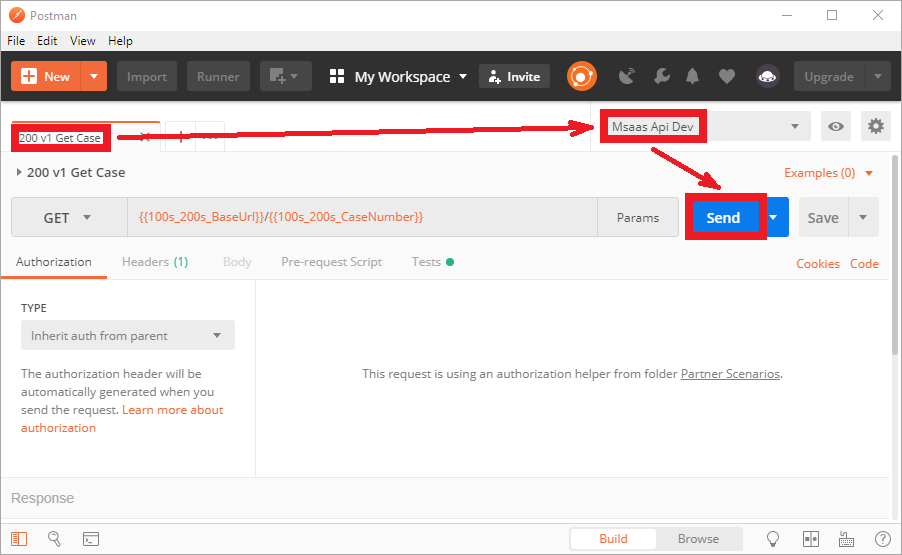 Postman
File Edit View Help
New Import Runner My Workspace Invite Upgrade
200 v1 Get Case Msaas Api Dev
200 v1 Get Case Examples (0)
GET {{100s_200s_BaseUrl}}/{{100s_200s_CaseNumber}} Params Send Save
Authorization Headers (1) Body Pre-request Script Tests Cookies Code
TYPE
Inherit auth from parent
The authorization header will be
automatically generated when you
send the request. Learn more about
authorization
This request is using an authorization helper from folder Partner Scenarios.
Response
Build Browse